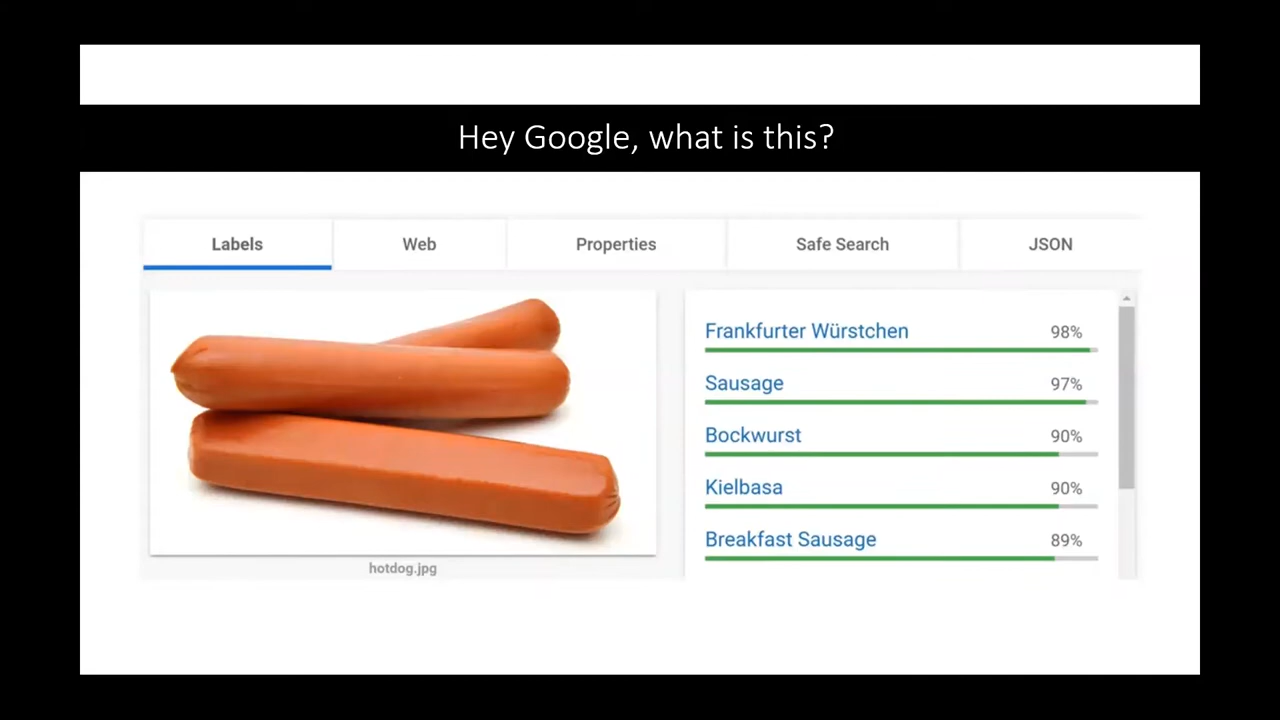 Hey Google, what is this?
Labels Web Properties Safe Search JSON
Frankfurter Würstchen 98%
Sausage 97%
Bockwurst 90%
Kielbasa 90%
Breakfast Sausage 89%
hotdog.jpg